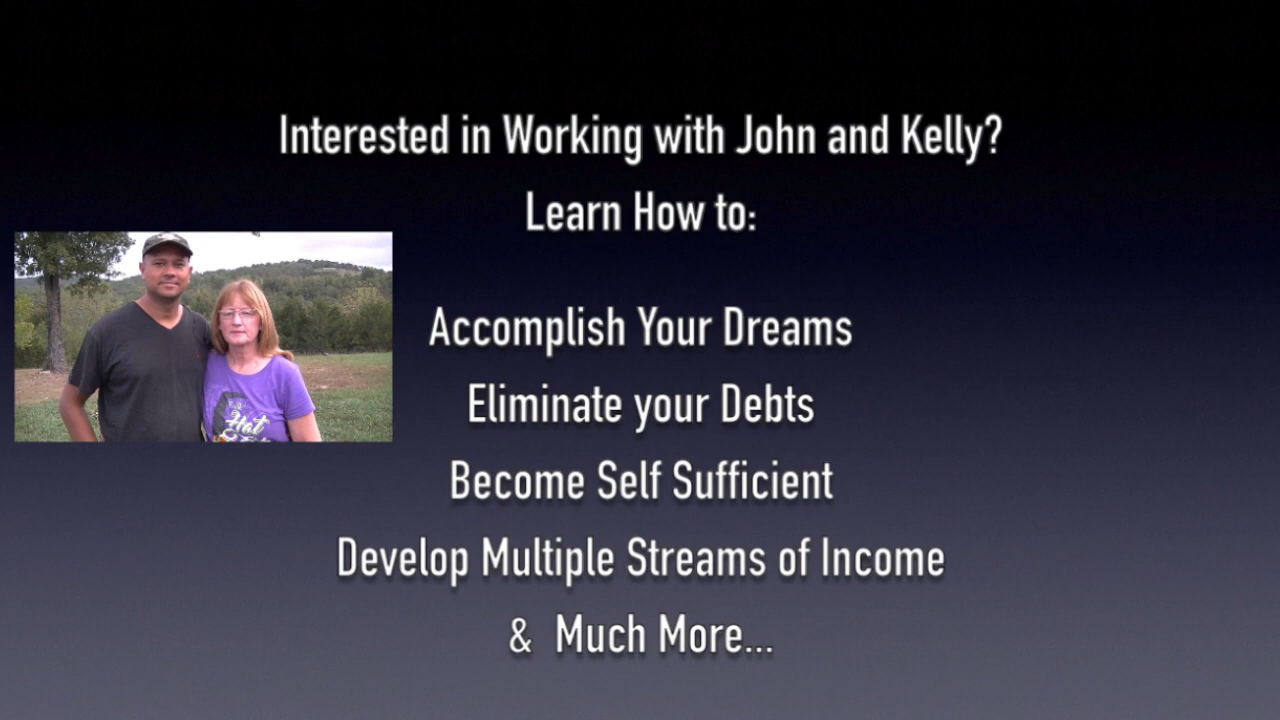 Interested in Working with John and Kelly?
Learn How to:
Accomplish Your Dreams
Eliminate your Debts
Become Self Sufficient
Develop Multiple Streams of Income
& Much More...
Hat